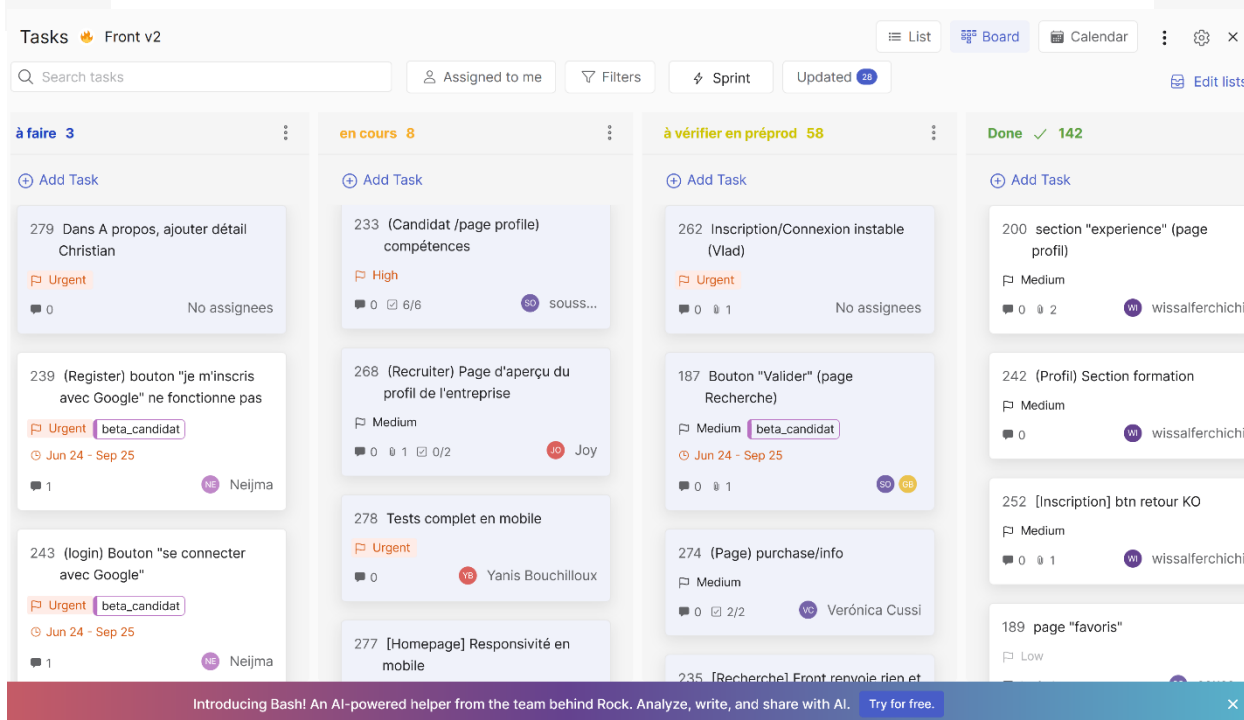 Tasks 🔥 Front v2
List
Board
Calendar
Search tasks
Assigned to me
Filters
Sprint
Updated 28
Edit lists
à faire 3
Add Task
279 Dans A propos, ajouter détail
Christian
Urgent
0 No assignees
239 (Register) bouton "je m'inscris
avec Google" ne fonctionne pas
Urgent beta_candidat
Jun 24 - Sep 25
1 NE Neijma
243 (login) Bouton "se connecter
avec Google"
Urgent beta_candidat
Jun 24 - Sep 25
1 NE Neijma
en cours 8
Add Task
233 (Candidat /page profile)
compétences
High
0 6/6 SO souss...
268 (Recruiter) Page d'aperçu du
profil de l'entreprise
Medium
0 1 0/2 JO Joy
278 Tests complet en mobile
Urgent
0 YB Yanis Bouchilloux
277 [Homepage] Responsivité en
mobile
à vérifier en préprod 58
Add Task
262 Inscription/Connexion instable
(Vlad)
Urgent
0 1 No assignees
187 Bouton "Valider" (page
Recherche)
Medium beta_candidat
Jun 24 - Sep 25
0 1 SO GB
274 (Page) purchase/info
Medium
0 2/2 VC Verónica Cussi
235 [Recherche] Front renvoie rien et
Done 142
Add Task
200 section "experience" (page
profil)
Medium
0 2 WI wissalferchichi
242 (Profil) Section formation
Medium
0 WI wissalferchichi
252 [Inscription] btn retour KO
Medium
0 1 WI wissalferchichi
189 page "favoris"
Low
Introducing Bash! An AI-powered helper from the team behind Rock. Analyze, write, and share with AI. Try for free.